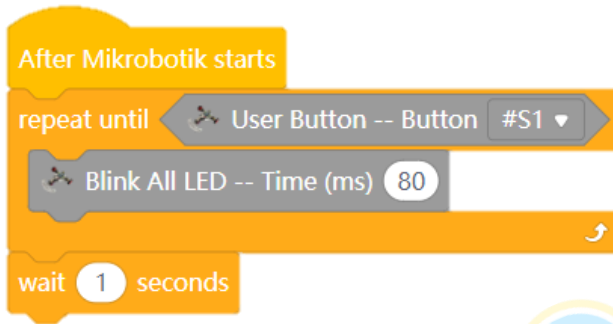 After Mikrobotik starts
repeat until User Button -- Button #S1
Blink All LED -- Time (ms) 80
wait 1 seconds